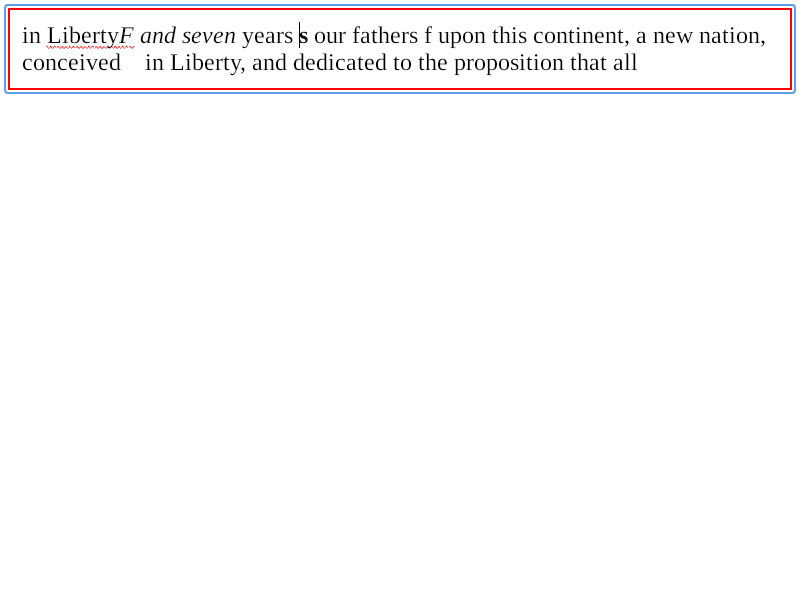 in LibertyF and seven years s our fathers f upon this continent, a new nation,
conceived    in Liberty, and dedicated to the proposition that all